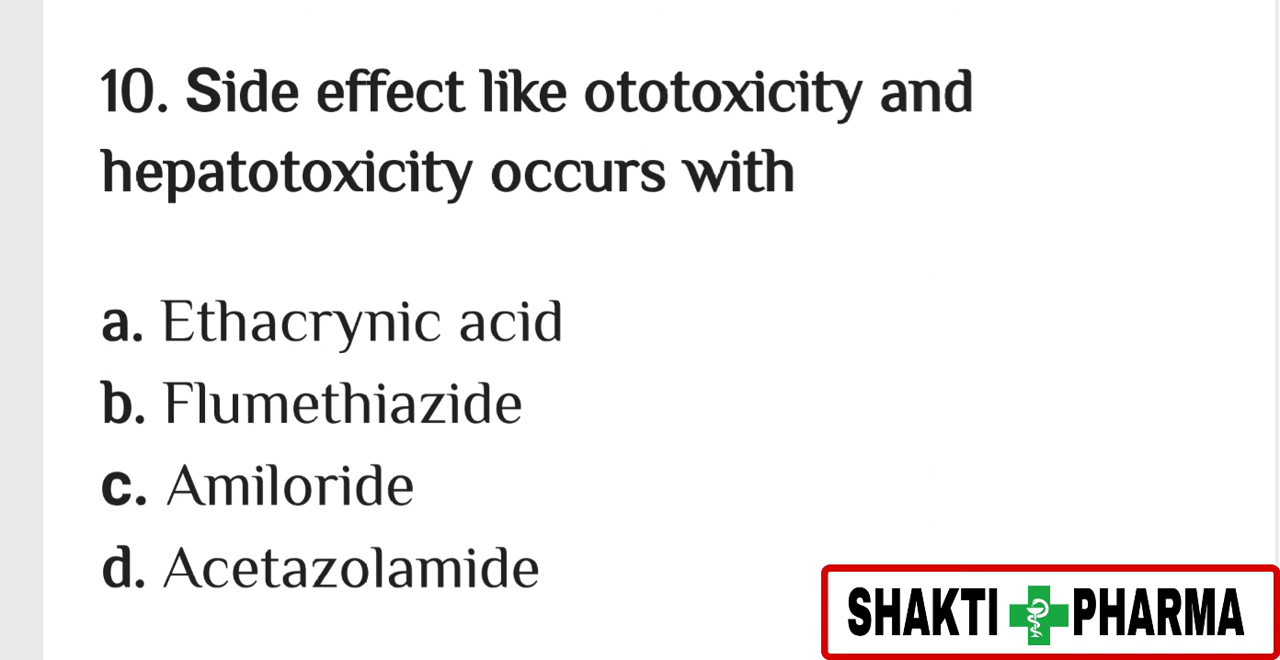 10. Side effect like ototoxicity and
hepatotoxicity occurs with
a. Ethacrynic acid
b. Flumethiazide
c. Amiloride
d. Acetazolamide
SHAKTI PHARMA